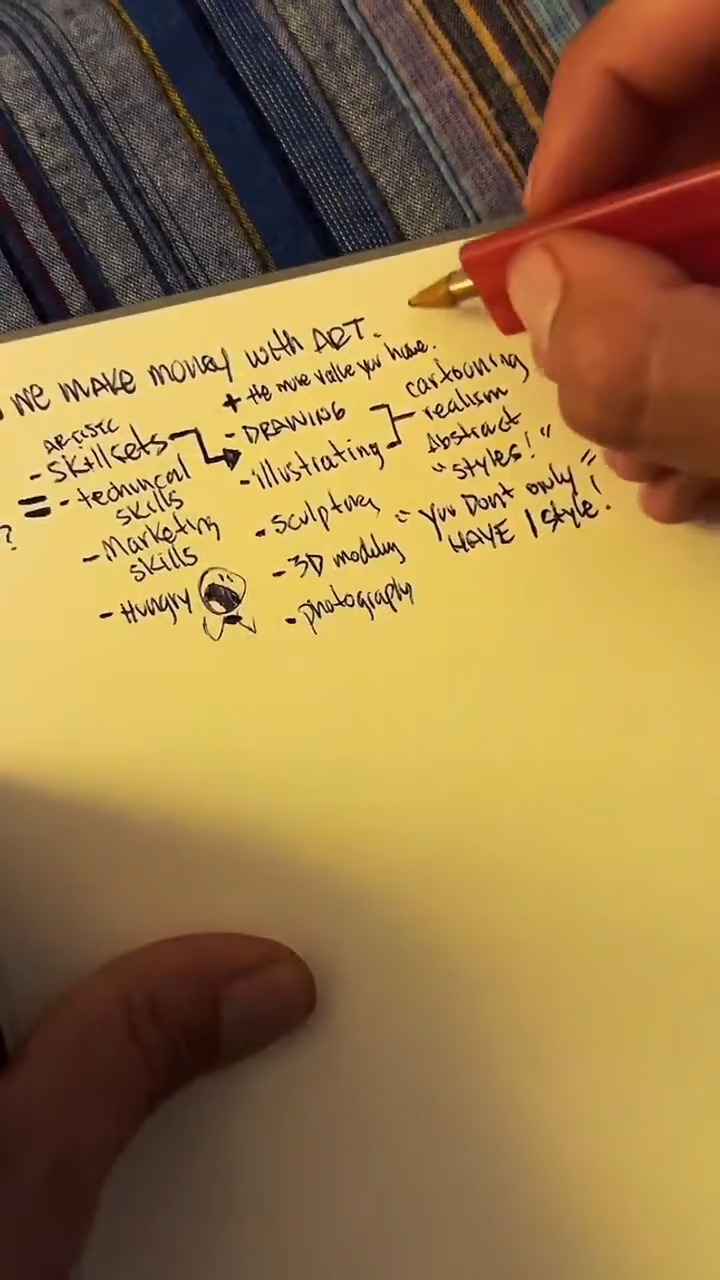 we make money with ART.
+ the more value you have.
ARTISTIC
- Skillsets
= - technical
skills
?
- Marketing
skills
- Hungry
- DRAWING
- illustrating
- sculpting
- 3D modeling
- photography
cartooning
realism
Abstract
"styles!"
"You Dont only
HAVE 1 style!"